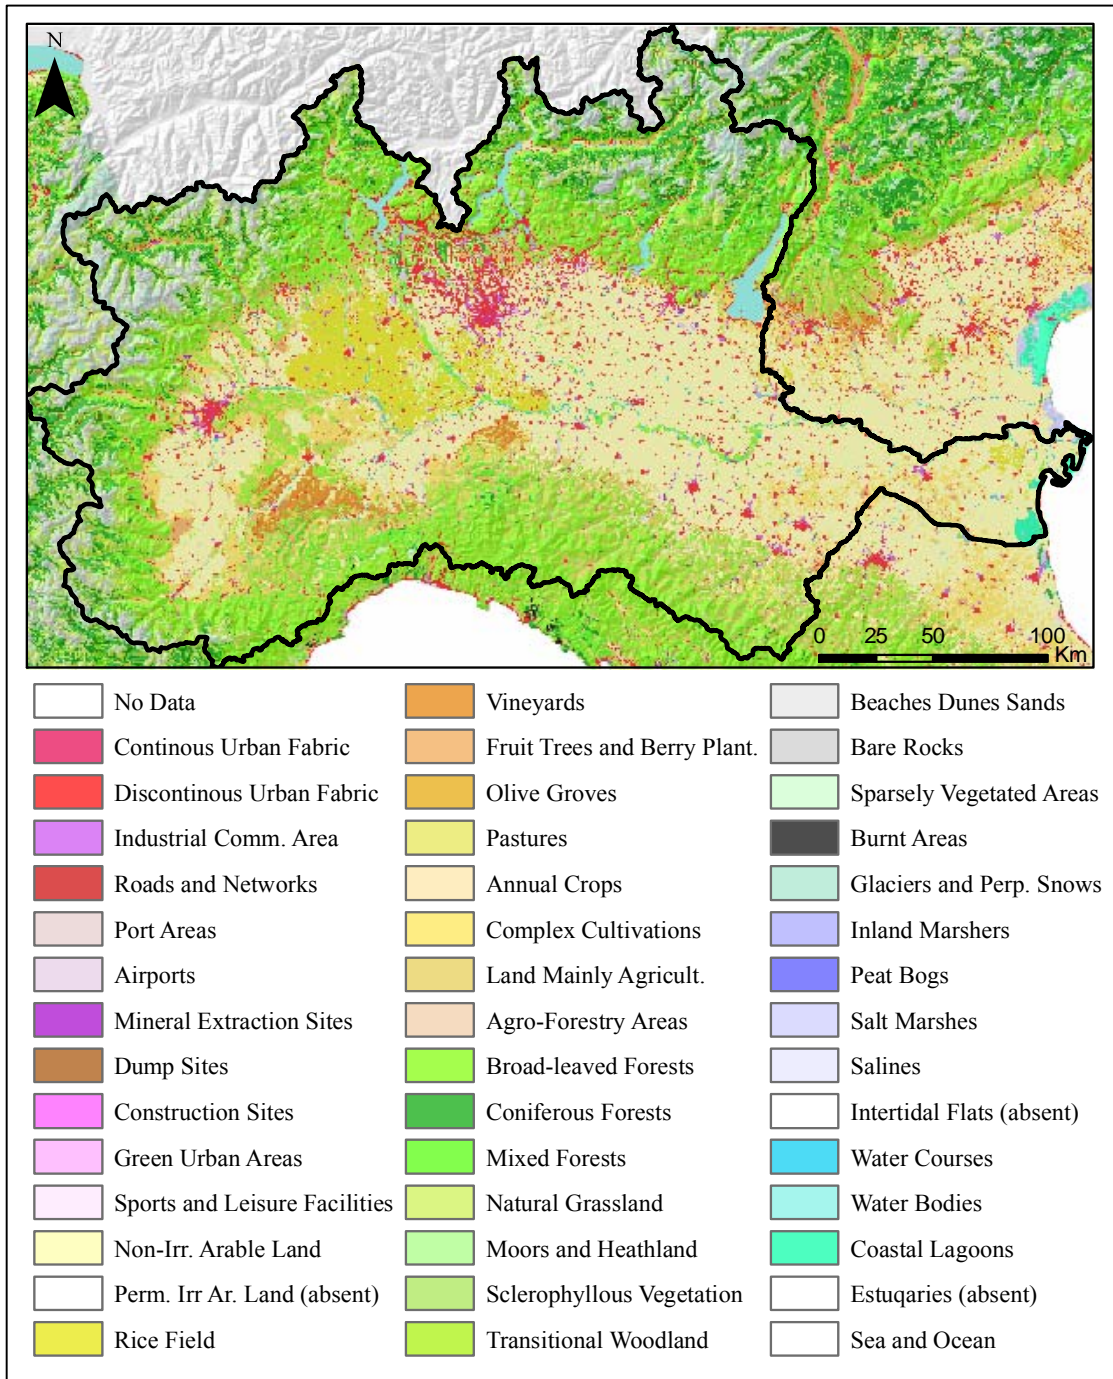 N
0 25 50 100
Km
No Data
Continous Urban Fabric
Discontinous Urban Fabric
Industrial Comm. Area
Roads and Networks
Port Areas
Airports
Mineral Extraction Sites
Dump Sites
Construction Sites
Green Urban Areas
Sports and Leisure Facilities
Non-Irr. Arable Land
Perm. Irr Ar. Land (absent)
Rice Field
Vineyards
Fruit Trees and Berry Plant.
Olive Groves
Pastures
Annual Crops
Complex Cultivations
Land Mainly Agricult.
Agro-Forestry Areas
Broad-leaved Forests
Coniferous Forests
Mixed Forests
Natural Grassland
Moors and Heathland
Sclerophyllous Vegetation
Transitional Woodland
Beaches Dunes Sands
Bare Rocks
Sparsely Vegetated Areas
Burnt Areas
Glaciers and Perp. Snows
Inland Marshers
Peat Bogs
Salt Marshes
Salines
Intertidal Flats (absent)
Water Courses
Water Bodies
Coastal Lagoons
Estuqaries (absent)
Sea and Ocean